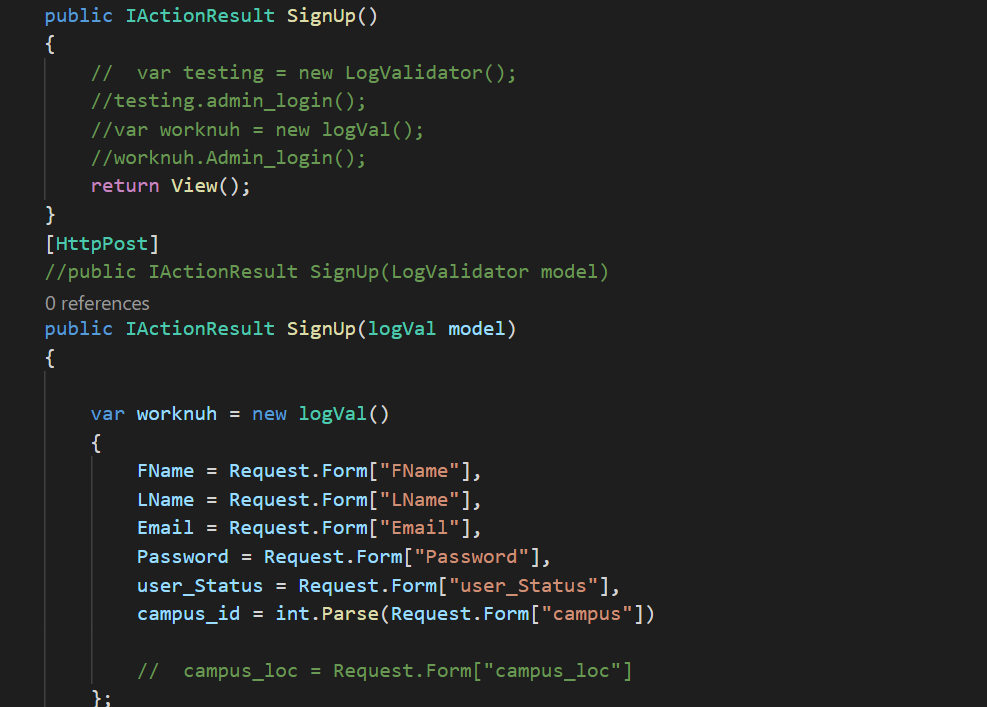 public IActionResult SignUp()
{
//  var testing = new LogValidator();
//testing.admin_login();
//var worknuh = new logVal();
//worknuh.Admin_login();
return View();
}
[HttpPost]
//public IActionResult SignUp(LogValidator model)
0 references
public IActionResult SignUp(logVal model)
{
var worknuh = new logVal()
{
FName = Request.Form["FName"],
LName = Request.Form["LName"],
Email = Request.Form["Email"],
Password = Request.Form["Password"],
user_Status = Request.Form["user_Status"],
campus_id = int.Parse(Request.Form["campus"])
//  campus_loc = Request.Form["campus_loc"]
};